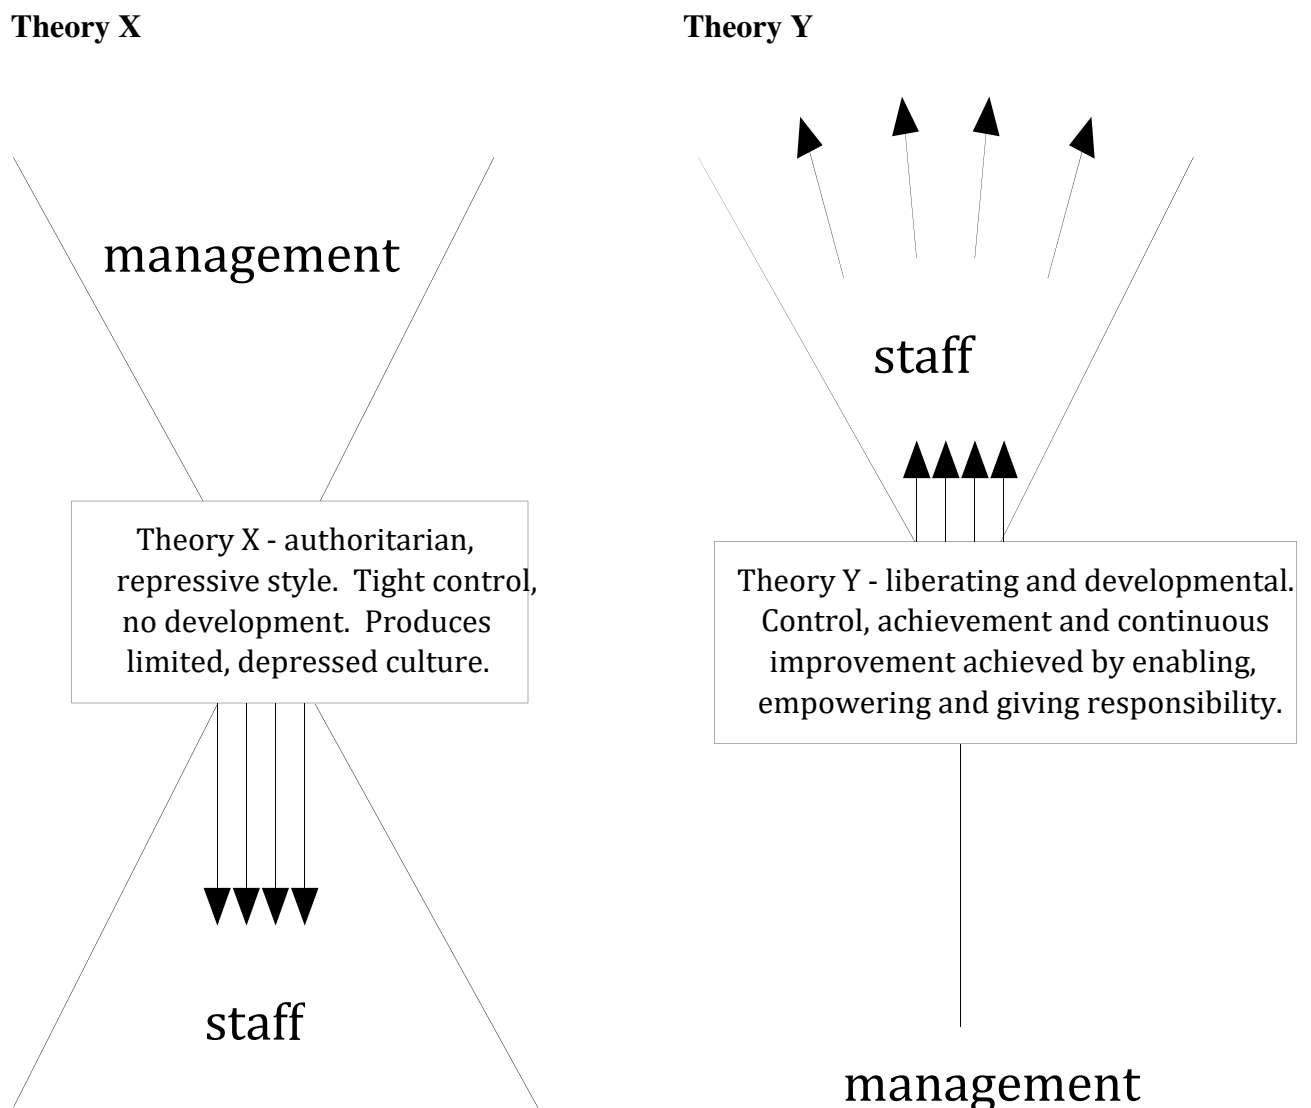 Theory X
management
Theory X - authoritarian,
repressive style.  Tight control,
no development.  Produces
limited, depressed culture.
staff
Theory Y
staff
Theory Y - liberating and developmental.
Control, achievement and continuous
improvement achieved by enabling,
empowering and giving responsibility.
management